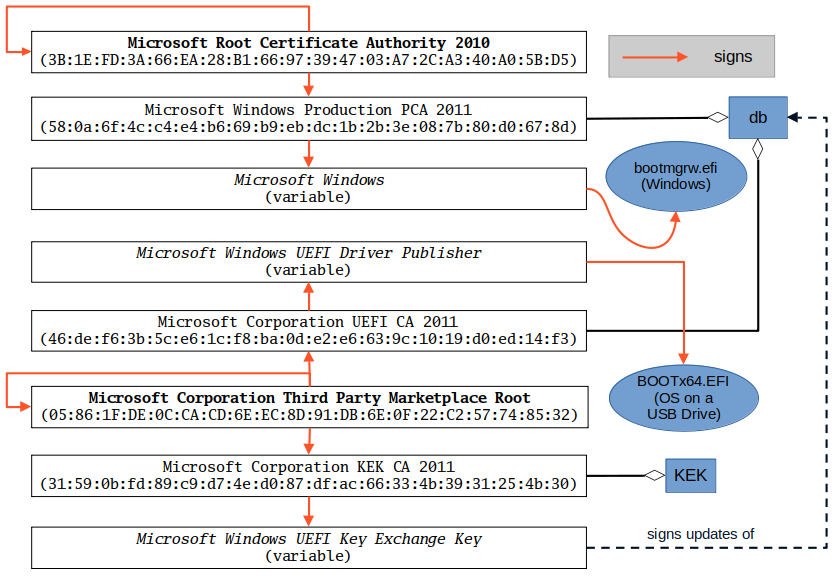 Microsoft Root Certificate Authority 2010
(3B:1E:FD:3A:66:EA:28:B1:66:97:39:47:03:A7:2C:A3:40:A0:5B:D5)
signs
Microsoft Windows Production PCA 2011
(58:0a:6f:4c:c4:e4:b6:69:b9:eb:dc:1b:2b:3e:08:7b:80:d0:67:8d)
db
Microsoft Windows
(variable)
bootmgrw.efi
(Windows)
Microsoft Windows UEFI Driver Publisher
(variable)
Microsoft Corporation UEFI CA 2011
(46:de:f6:3b:5c:e6:1c:f8:ba:0d:e2:e6:63:9c:10:19:d0:ed:14:f3)
Microsoft Corporation Third Party Marketplace Root
(05:86:1F:DE:0C:CA:CD:6E:EC:8D:91:DB:6E:0F:22:C2:57:74:85:32)
BOOTx64.EFI
(OS on a
USB Drive)
Microsoft Corporation KEK CA 2011
(31:59:0b:fd:89:c9:d7:4e:d0:87:df:ac:66:33:4b:39:31:25:4b:30)
KEK
Microsoft Windows UEFI Key Exchange Key
(variable)
signs updates of